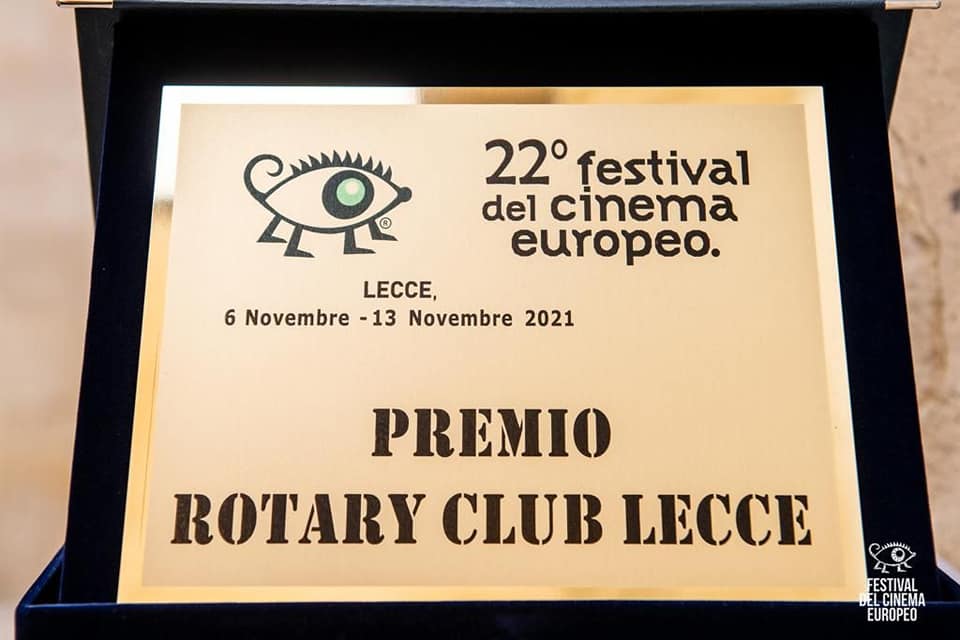 22° festival
del cinema
europeo.
®
LECCE,
6 Novembre - 13 Novembre 2021
PREMIO
ROTARY CLUB LECCE
FESTIVAL
DEL CINEMA
EUROPEO